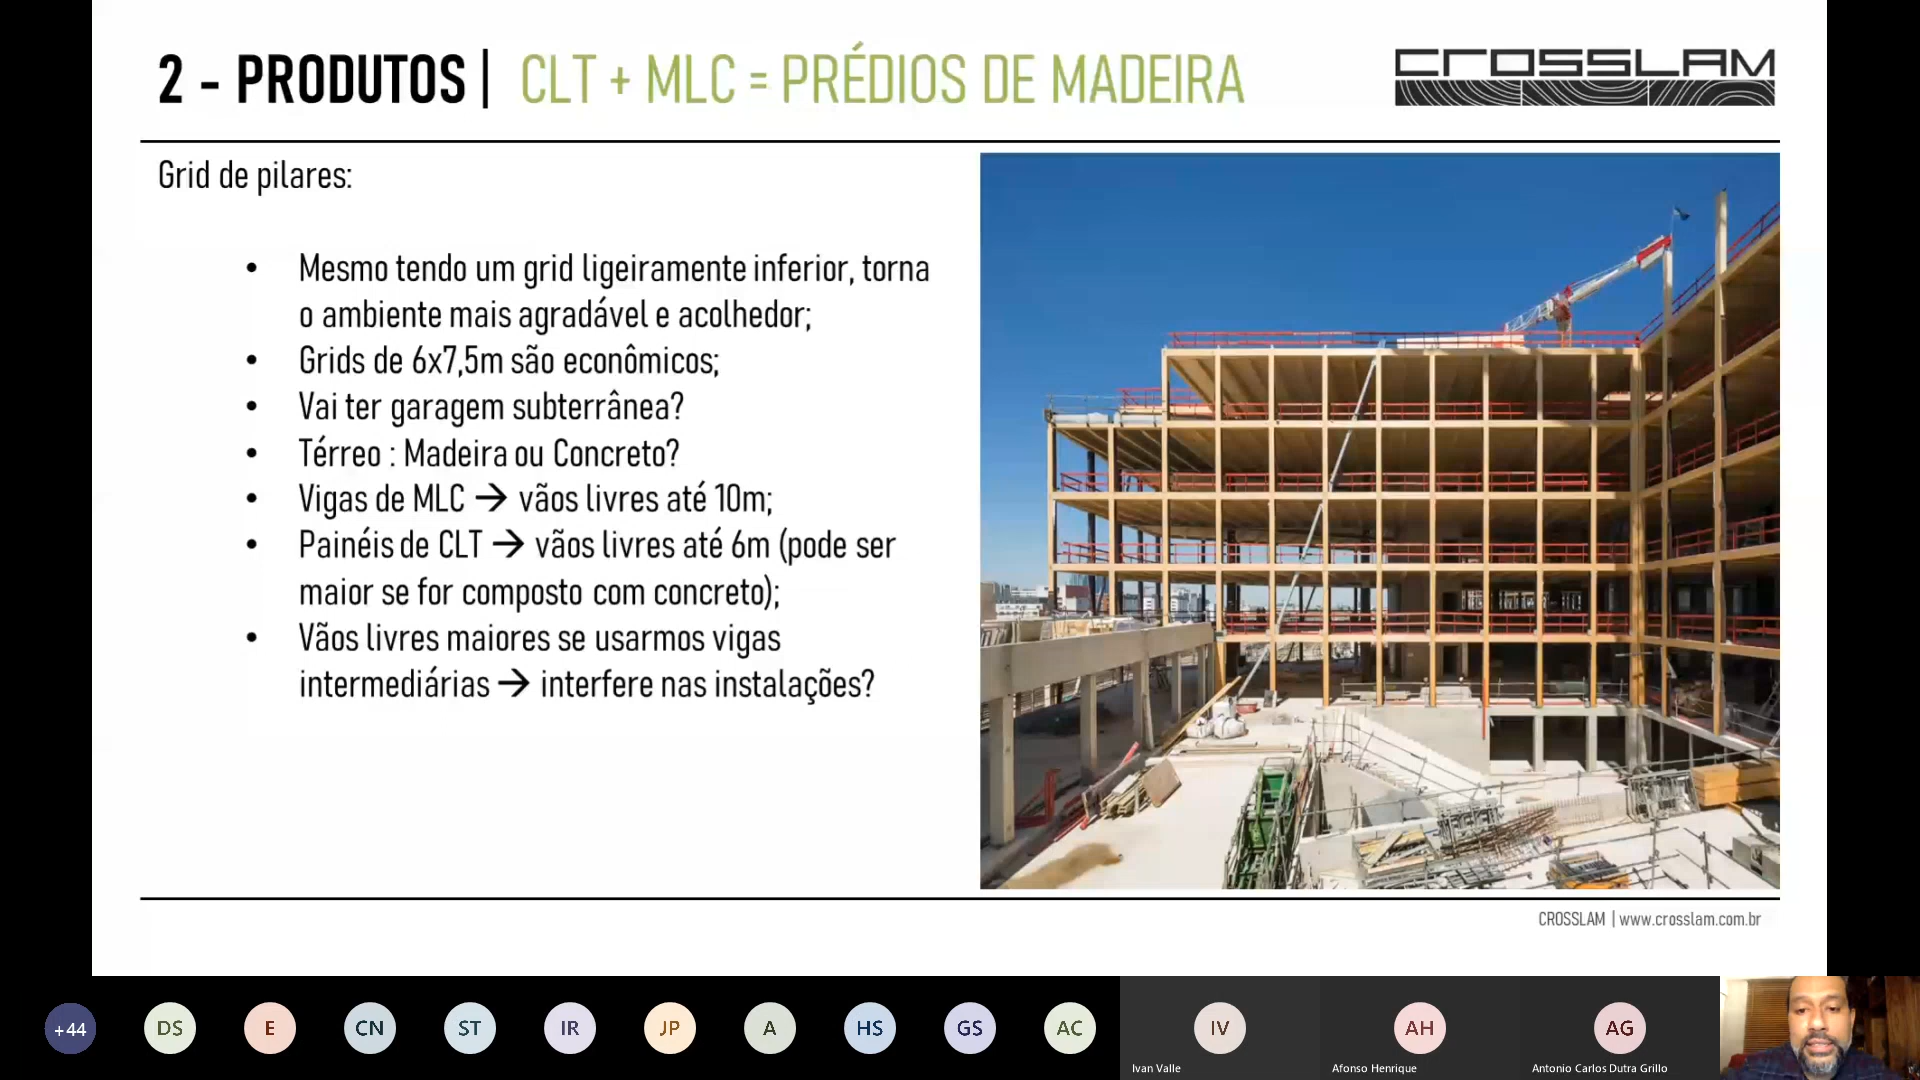 2 - PRODUTOS| CLT + MLC = PRÉDIOS DE MADEIRA
CROSSLAM
Grid de pilares:
• Mesmo tendo um grid ligeiramente inferior, torna
o ambiente mais agradável e acolhedor;
• Grids de 6x7,5m são econômicos;
• Vai ter garagem subterrânea?
• Térreo : Madeira ou Concreto?
• Vigas de MLC → vãos livres até 10m;
• Painéis de CLT → vãos livres até 6m (pode ser
maior se for composto com concreto);
• Vãos livres maiores se usarmos vigas
intermediárias → interfere nas instalações?
CROSSLAM | www.crosslam.com.br
+44 DS E CN ST IR JP A HS GS AC IV AH AG
Ivan Valle Afonso Henrique Antonio Carlos Dutra Grillo